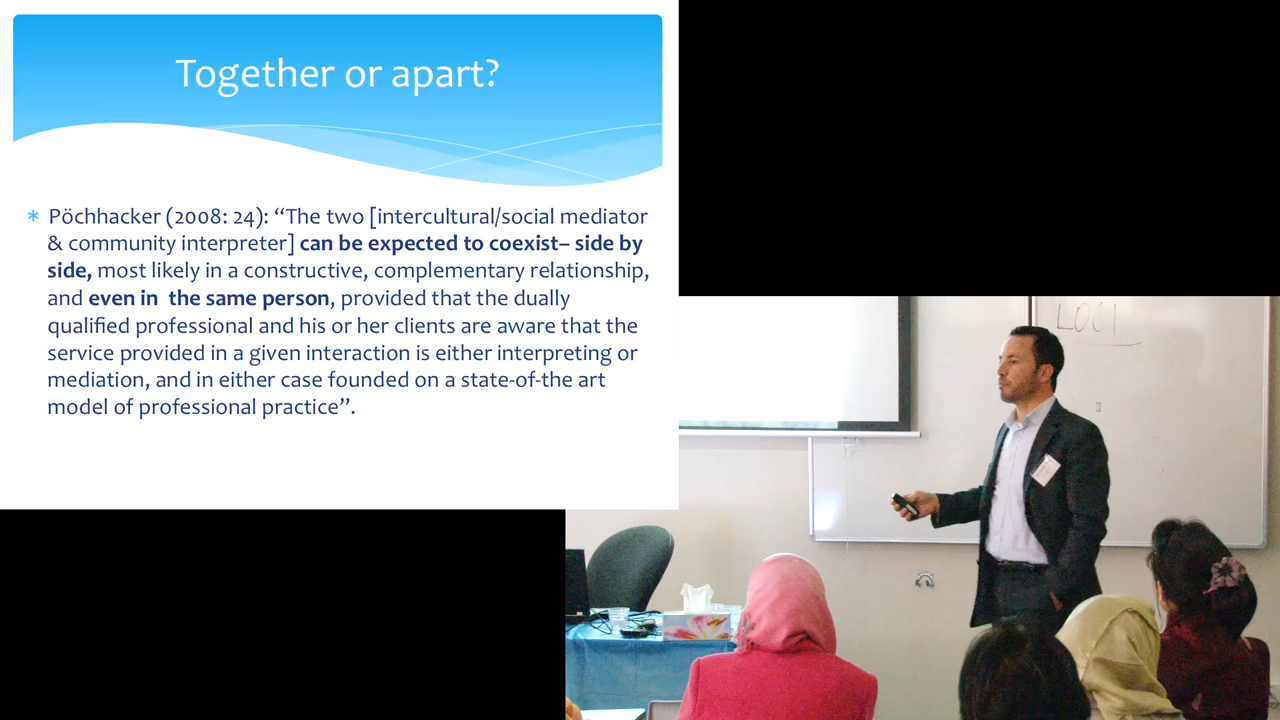 Together or apart?
* Pöchhacker (2008: 24): “The two [intercultural/social mediator
& community interpreter] can be expected to coexist– side by
side, most likely in a constructive, complementary relationship,
and even in the same person, provided that the dually
qualified professional and his or her clients are aware that the
service provided in a given interaction is either interpreting or
mediation, and in either case founded on a state-of-the art
model of professional practice”.
LOCI